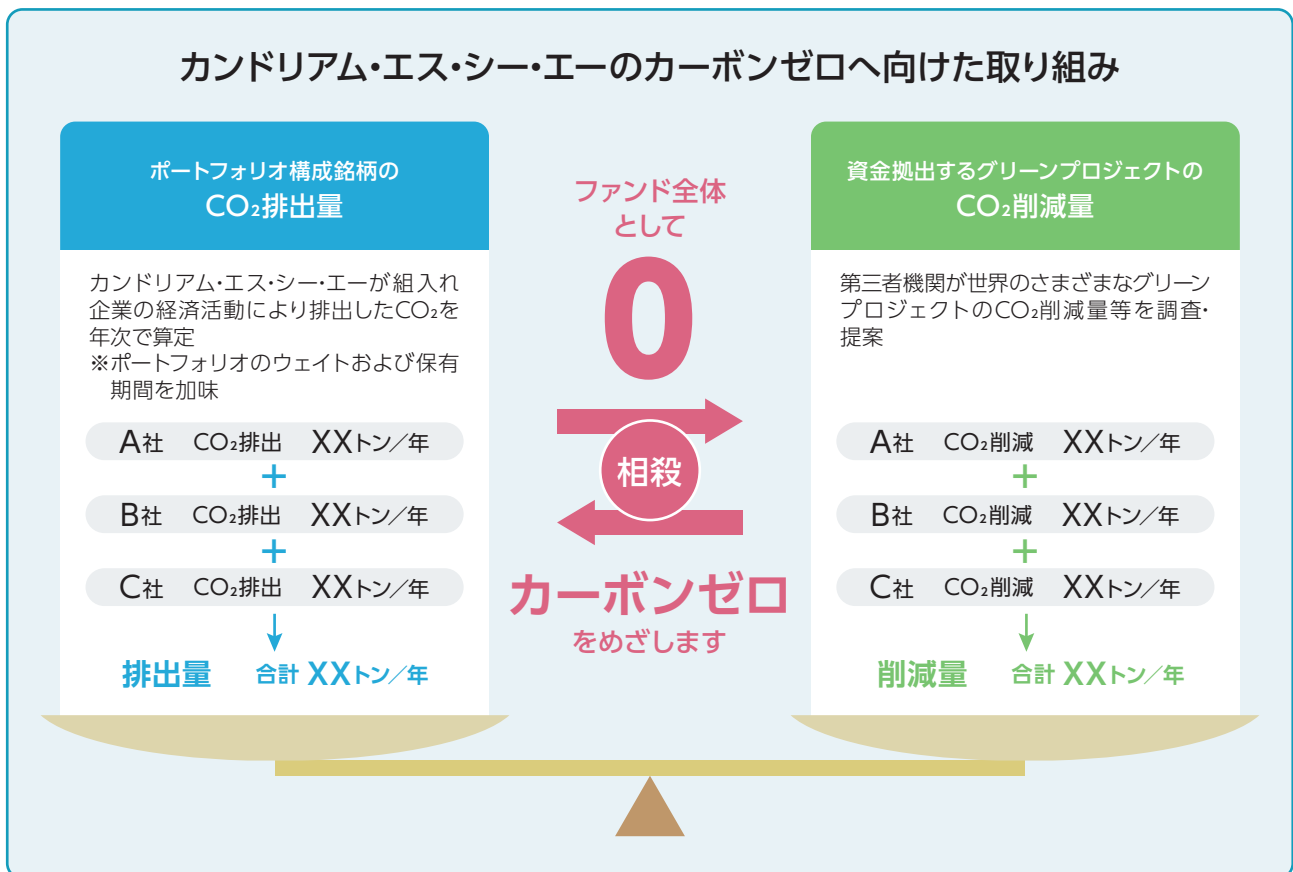 カンドリアム・エス・シー・エーのカーボンゼロへ向けた取り組み
ポートフォリオ構成銘柄の
CO₂排出量
カンドリアム・エス・シー・エーが組入れ
企業の経済活動により排出したCO₂を
年次で算定
※ポートフォリオのウェイトおよび保有
期間を加味
A社 CO₂排出 XXトン/年
+
B社 CO₂排出 XXトン/年
+
C社 CO₂排出 XXトン/年
↓
排出量 合計 XXトン/年
ファンド全体
として
0
相殺
カーボンゼロ
をめざします
資金拠出するグリーンプロジェクトの
CO₂削減量
第三者機関が世界のさまざまなグリーン
プロジェクトのCO₂削減量等を調査・
提案
A社 CO₂削減 XXトン/年
+
B社 CO₂削減 XXトン/年
+
C社 CO₂削減 XXトン/年
↓
削減量 合計 XXトン/年